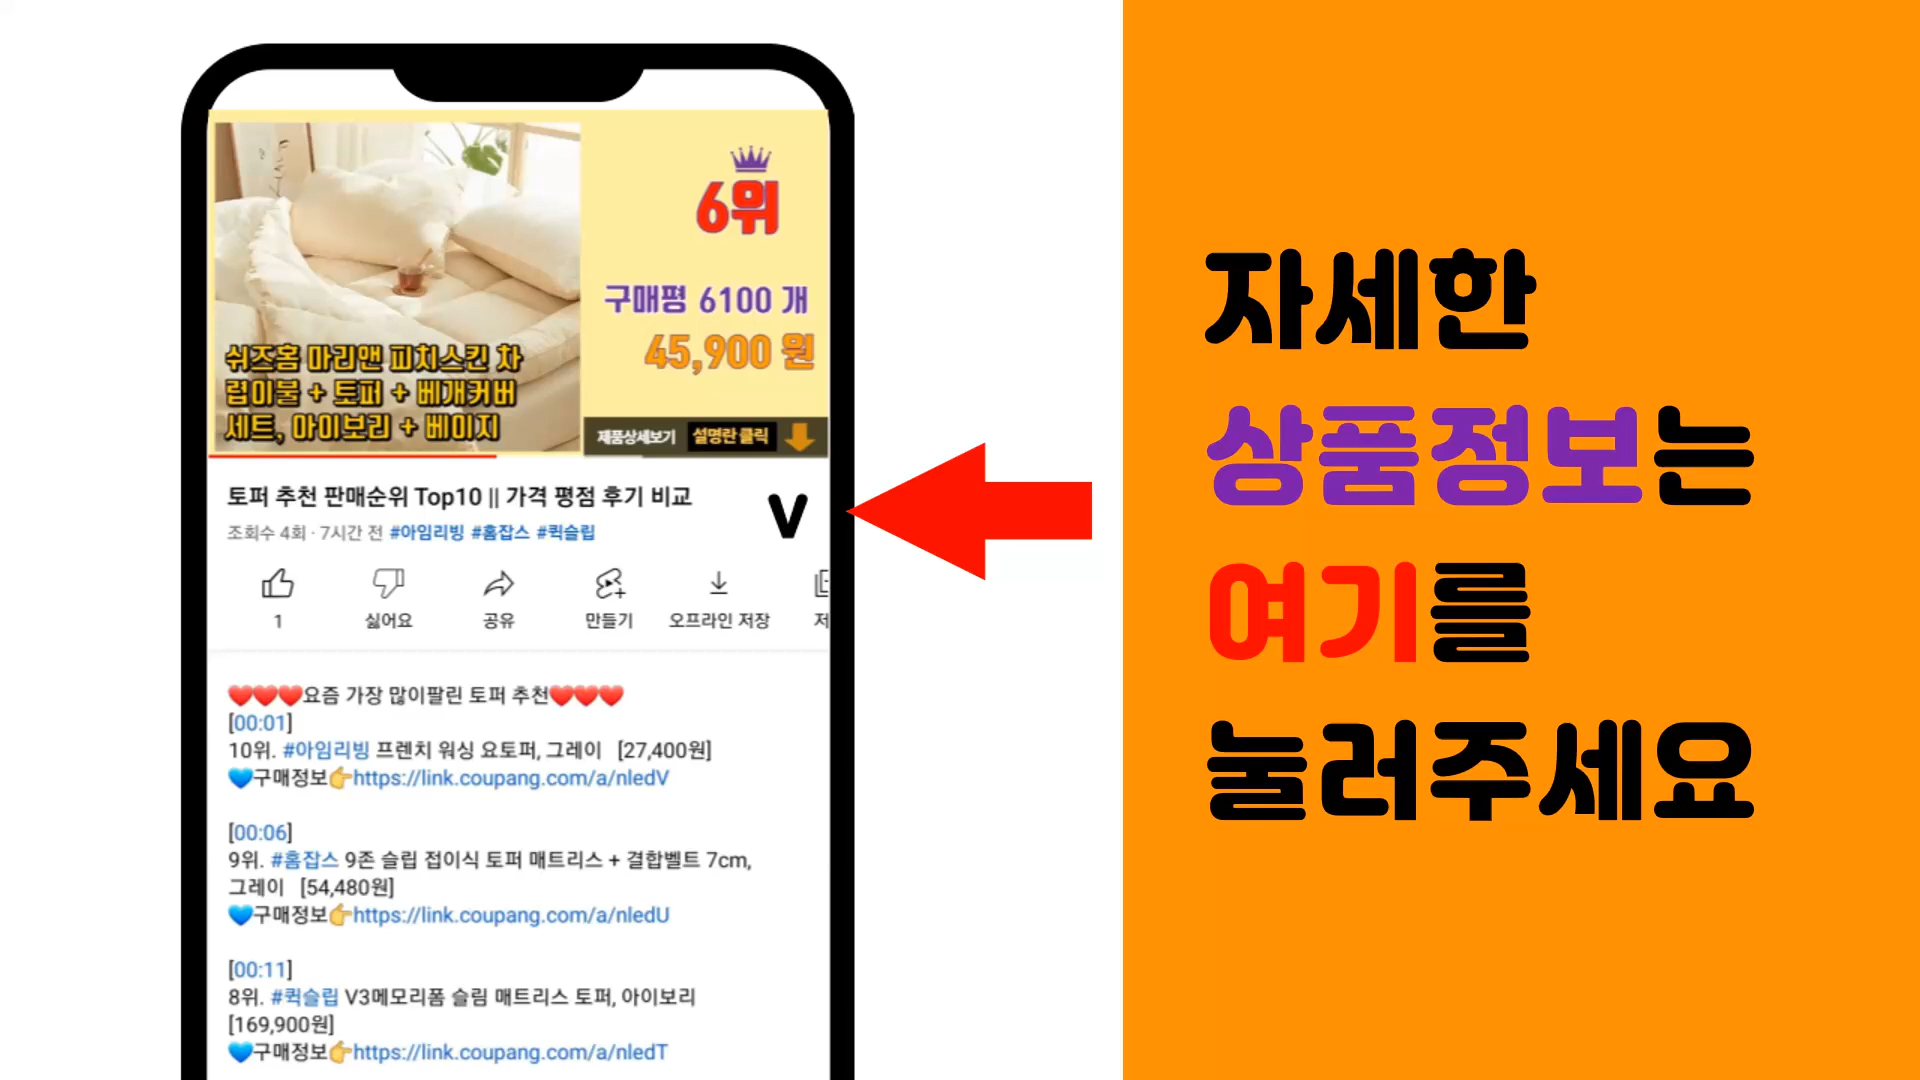 6위
구매평 6100 개
45,900 원
쉬즈홈 마리앤 피치스킨 차
렵이불 + 토퍼 + 베개커버
세트, 아이보리 + 베이지
제품상세보기 설명란 클릭
토퍼 추천 판매순위 Top10 || 가격 평점 후기 비교
V
조회수 4회 · 7시간 전 #아임리빙 #홈잡스 #퀵슬립
1 싫어요 공유 만들기 오프라인 저장 저
❤️❤️❤️요즘 가장 많이팔린 토퍼 추천❤️❤️❤️
[00:01]
10위. #아임리빙 프렌치 워싱 요토퍼, 그레이 [27,400원]
💙구매정보👉https://link.coupang.com/a/nledV
[00:06]
9위. #홈잡스 9존 슬립 접이식 토퍼 매트리스 + 결합벨트 7cm,
그레이 [54,480원]
💙구매정보👉https://link.coupang.com/a/nledU
[00:11]
8위. #퀵슬립 V3메모리폼 슬림 매트리스 토퍼, 아이보리
[169,900원]
💙구매정보👉https://link.coupang.com/a/nledT
자세한
상품정보는
여기를
눌러주세요